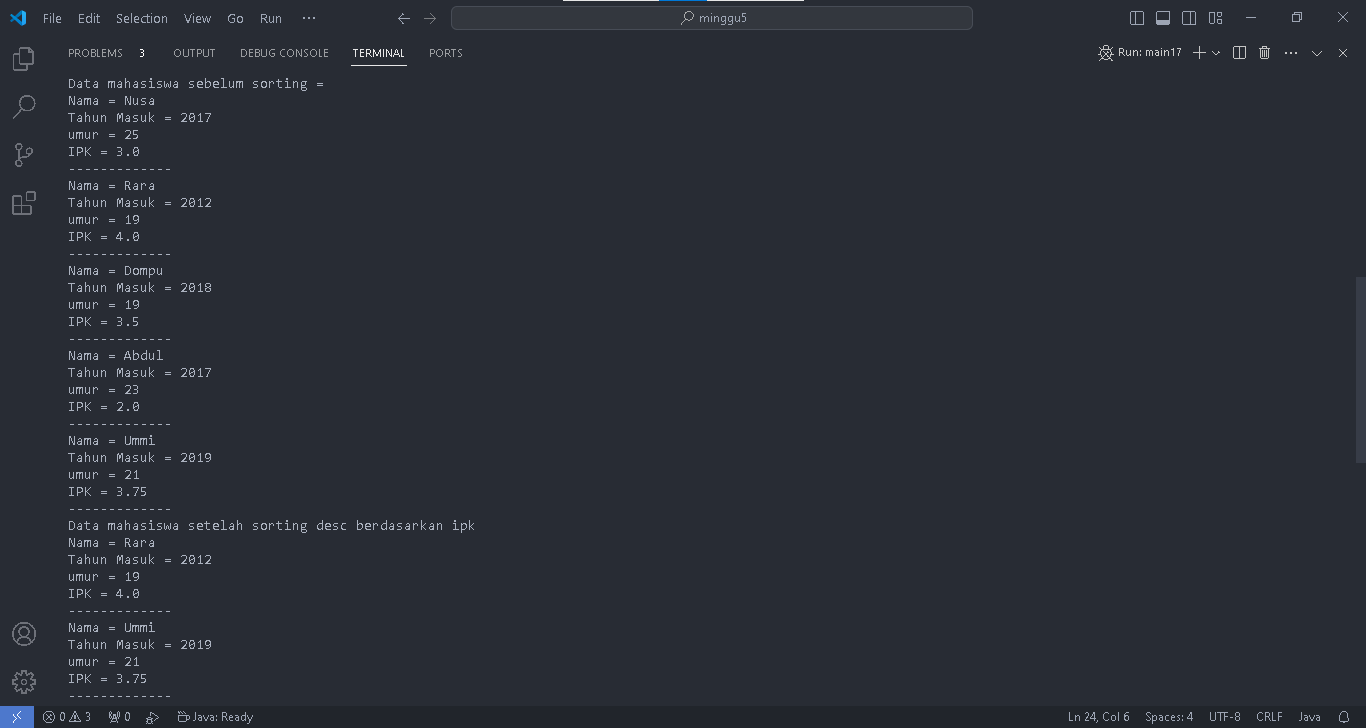 File Edit Selection View Go Run ···
minggu5
PROBLEMS 3 OUTPUT DEBUG CONSOLE TERMINAL PORTS
Run: main17
Data mahasiswa sebelum sorting =
Nama = Nusa
Tahun Masuk = 2017
umur = 25
IPK = 3.0
-------------
Nama = Rara
Tahun Masuk = 2012
umur = 19
IPK = 4.0
-------------
Nama = Dompu
Tahun Masuk = 2018
umur = 19
IPK = 3.5
-------------
Nama = Abdul
Tahun Masuk = 2017
umur = 23
IPK = 2.0
-------------
Nama = Ummi
Tahun Masuk = 2019
umur = 21
IPK = 3.75
-------------
Data mahasiswa setelah sorting desc berdasarkan ipk
Nama = Rara
Tahun Masuk = 2012
umur = 19
IPK = 4.0
-------------
Nama = Ummi
Tahun Masuk = 2019
umur = 21
IPK = 3.75
-------------
0 3 0 Java: Ready
Ln 24, Col 6 Spaces: 4 UTF-8 CRLF Java